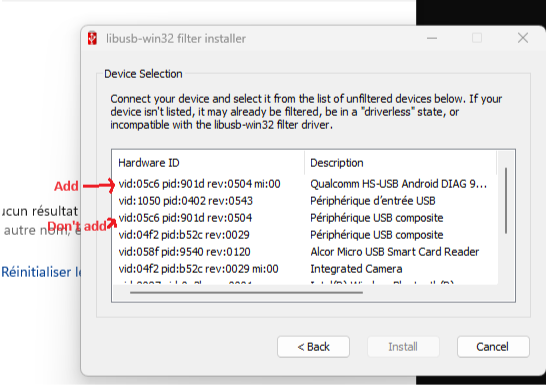 libusb-win32 filter installer
Device Selection
Connect your device and select it from the list of unfiltered devices below. If your
device isn't listed, it may already be filtered, be in a "driverless" state, or
incompatible with the libusb-win32 filter driver.
Hardware ID Description
Add vid:05c6 pid:901d rev:0504 mi:00 Qualcomm HS-USB Android DIAG 9...
vid:1050 pid:0402 rev:0543 Périphérique d'entrée USB
ucun résultat vid:05c6 pid:901d rev:0504 Périphérique USB composite
Don't add
autre nom, vid:04f2 pid:b52c rev:0029 Périphérique USB composite
vid:058f pid:9540 rev:0120 Alcor Micro USB Smart Card Reader
Réinitialiser vid:04f2 pid:b52c rev:0029 mi:00 Integrated Camera
< Back Install Cancel